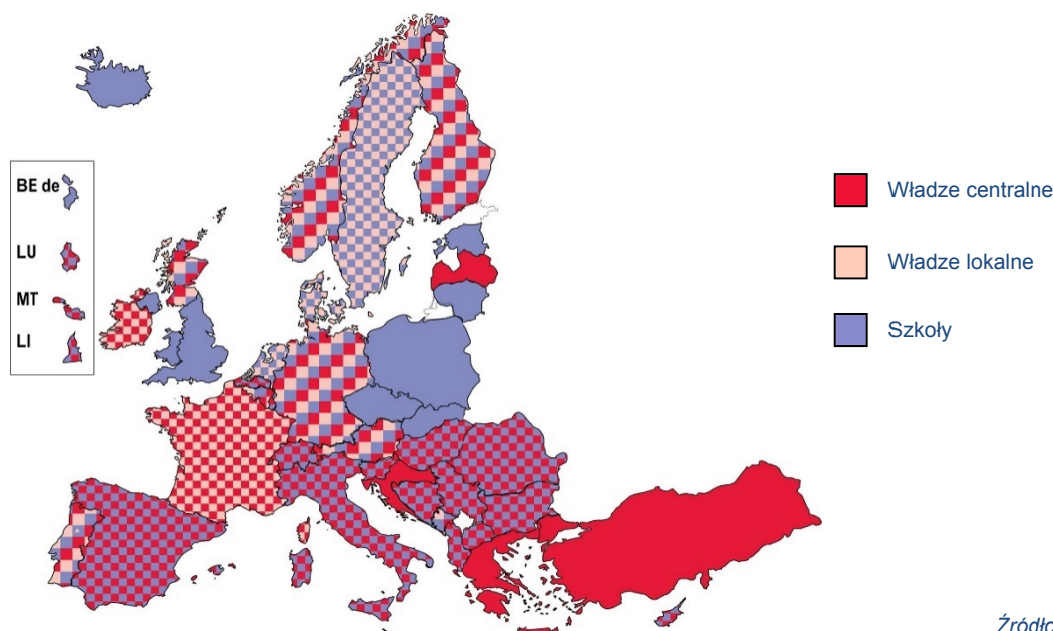 BE de
LU
MT
LI
Władze centralne
Władze lokalne
Szkoły
Źródło